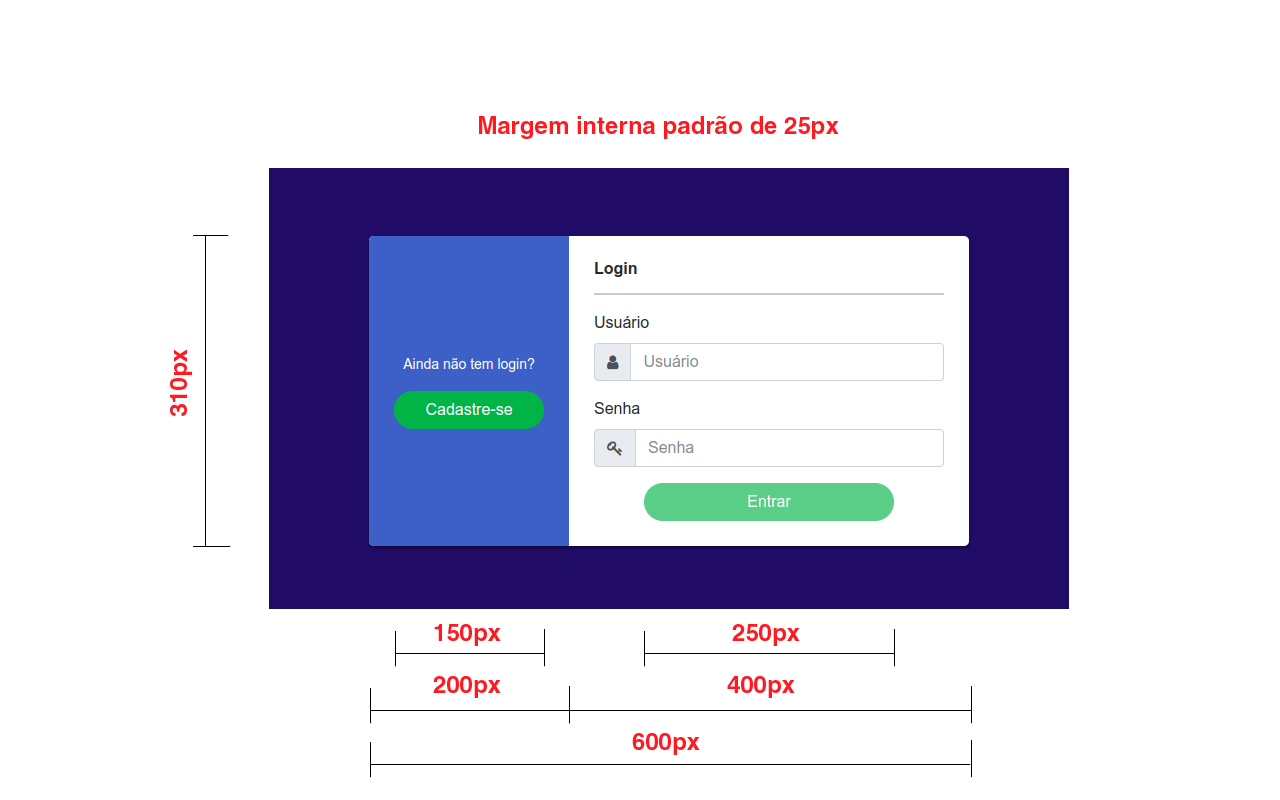 Margem interna padrão de 25px
310px
Ainda não tem login?
Cadastre-se
Login
Usuário
Usuário
Senha
Senha
Entrar
150px
250px
200px
400px
600px